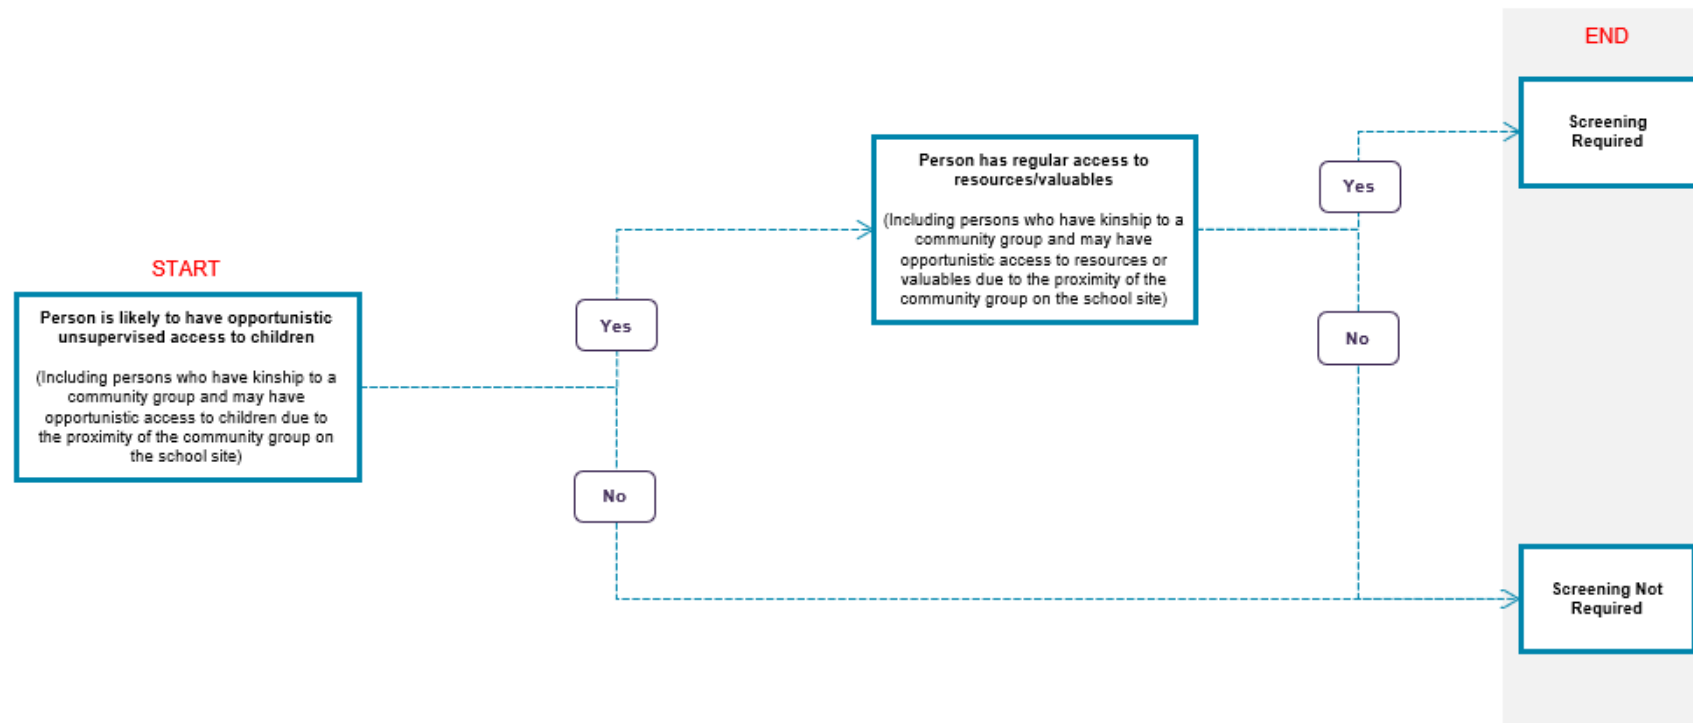 START
Person is likely to have opportunistic
unsupervised access to children
(Including persons who have kinship to a
community group and may have
opportunistic access to children due to
the proximity of the community group on
the school site)
Yes
No
Person has regular access to
resources/valuables
(Including persons who have kinship to a
community group and may have
opportunistic access to resources or
valuables due to the proximity of the
community group on the school site)
Yes
No
END
Screening
Required
Screening Not
Required